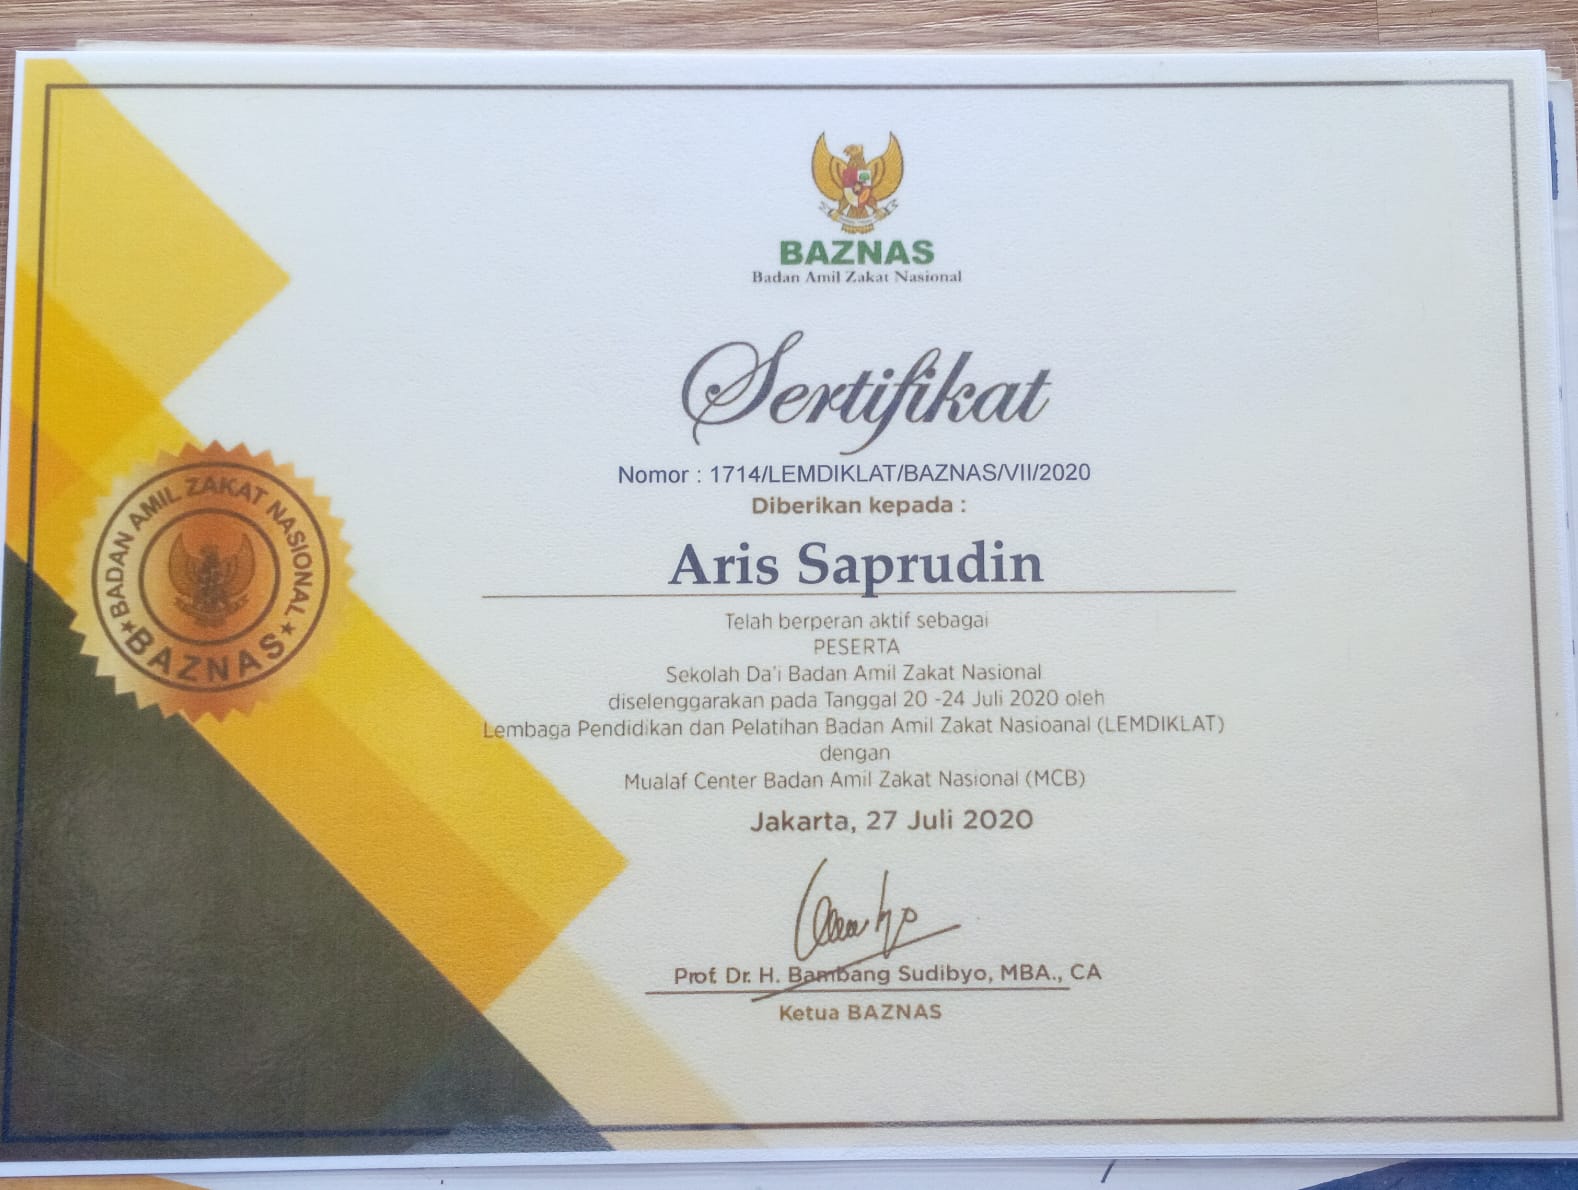 BAZNAS
Badan Amil Zakat Nasional
Sertifikat
Nomor : 1714/LEMDIKLAT/BAZNAS/VII/2020
Diberikan kepada :
Aris Saprudin
Telah berperan aktif sebagai
PESERTA
Sekolah Da'i Badan Amil Zakat Nasional
diselenggarakan pada Tanggal 20 -24 Juli 2020 oleh
Lembaga Pendidikan dan Pelatihan Badan Amil Zakat Nasioanal (LEMDIKLAT)
dengan
Mualaf Center Badan Amil Zakat Nasional (MCB)
Jakarta, 27 Juli 2020
Prof. Dr. H. Bambang Sudibyo, MBA., CA
Ketua BAZNAS
BADAN AMIL ZAKAT NASIONAL
BAZNAS